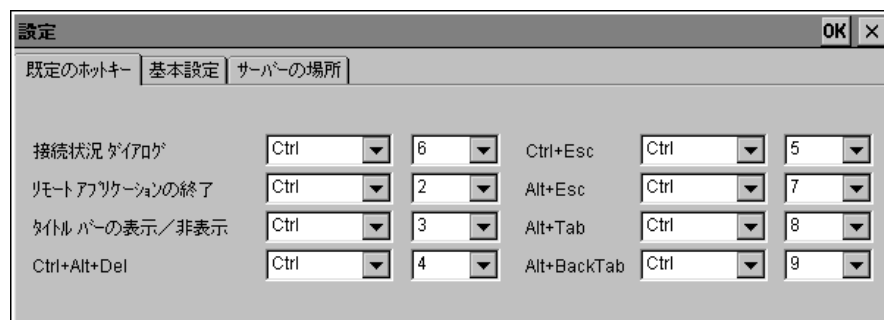 設定 OK ×
既定のﾎｯﾄｷｰ 基本設定 ｻｰﾊﾞｰの場所
接続状況 ﾀﾞｲｱﾛｸﾞ Ctrl 6 Ctrl+Esc Ctrl 5
ﾘﾓｰﾄ ｱﾌﾟﾘｹｰｼｮﾝの終了 Ctrl 2 Alt+Esc Ctrl 7
ﾀｲﾄﾙ ﾊﾞｰの表示／非表示 Ctrl 3 Alt+Tab Ctrl 8
Ctrl+Alt+Del Ctrl 4 Alt+BackTab Ctrl 9